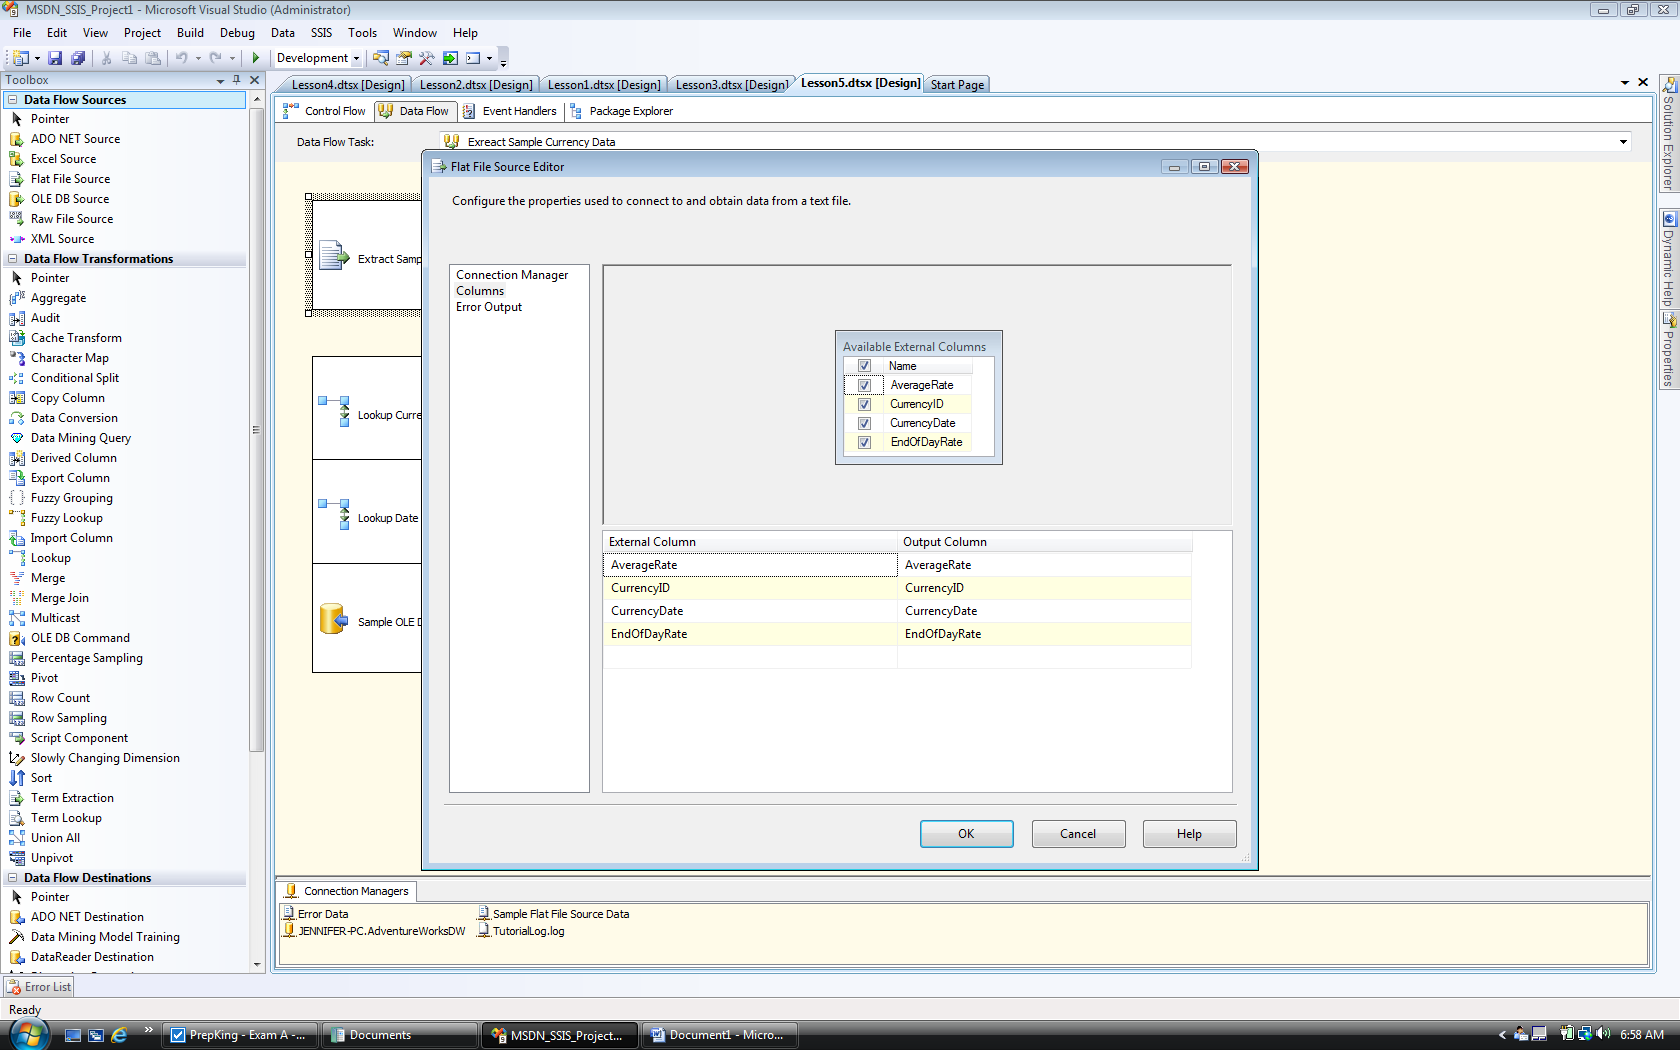 MSDN_SSIS_Project1 - Microsoft Visual Studio (Administrator)
File Edit View Project Build Debug Data SSIS Tools Window Help
Development
Toolbox
Data Flow Sources
Pointer
ADO NET Source
Excel Source
Flat File Source
OLE DB Source
Raw File Source
XML Source
Data Flow Transformations
Pointer
Aggregate
Audit
Cache Transform
Character Map
Conditional Split
Copy Column
Data Conversion
Data Mining Query
Derived Column
Export Column
Fuzzy Grouping
Fuzzy Lookup
Import Column
Lookup
Merge
Merge Join
Multicast
OLE DB Command
Percentage Sampling
Pivot
Row Count
Row Sampling
Script Component
Slowly Changing Dimension
Sort
Term Extraction
Term Lookup
Union All
Unpivot
Data Flow Destinations
Pointer
ADO NET Destination
Data Mining Model Training
DataReader Destination
Lesson4.dtsx [Design] Lesson2.dtsx [Design] Lesson1.dtsx [Design] Lesson3.dtsx [Design] Lesson5.dtsx [Design] Start Page
Control Flow Data Flow Event Handlers Package Explorer
Data Flow Task: Exreact Sample Currency Data
Extract Samp
Lookup Curre
Lookup Date
Sample OLE D
Flat File Source Editor
Configure the properties used to connect to and obtain data from a text file.
Connection Manager
Columns
Error Output
Available External Columns
Name
AverageRate
CurrencyID
CurrencyDate
EndOfDayRate
External Column Output Column
AverageRate AverageRate
CurrencyID CurrencyID
CurrencyDate CurrencyDate
EndOfDayRate EndOfDayRate
OK Cancel Help
Connection Managers
Error Data Sample Flat File Source Data
JENNIFER-PC.AdventureWorksDW TutorialLog.log
Solution Explorer
Dynamic Help
Properties
Error List
Ready
PrepKing - Exam A -... Documents MSDN_SSIS_Project... Document1 - Micro... 6:58 AM